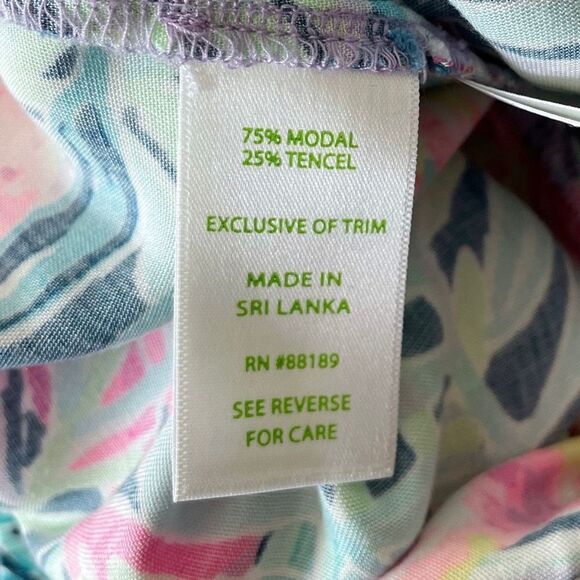 75% MODAL
25% TENCEL
EXCLUSIVE OF TRIM
MADE IN
SRI LANKA
RN #88189
SEE REVERSE
FOR CARE